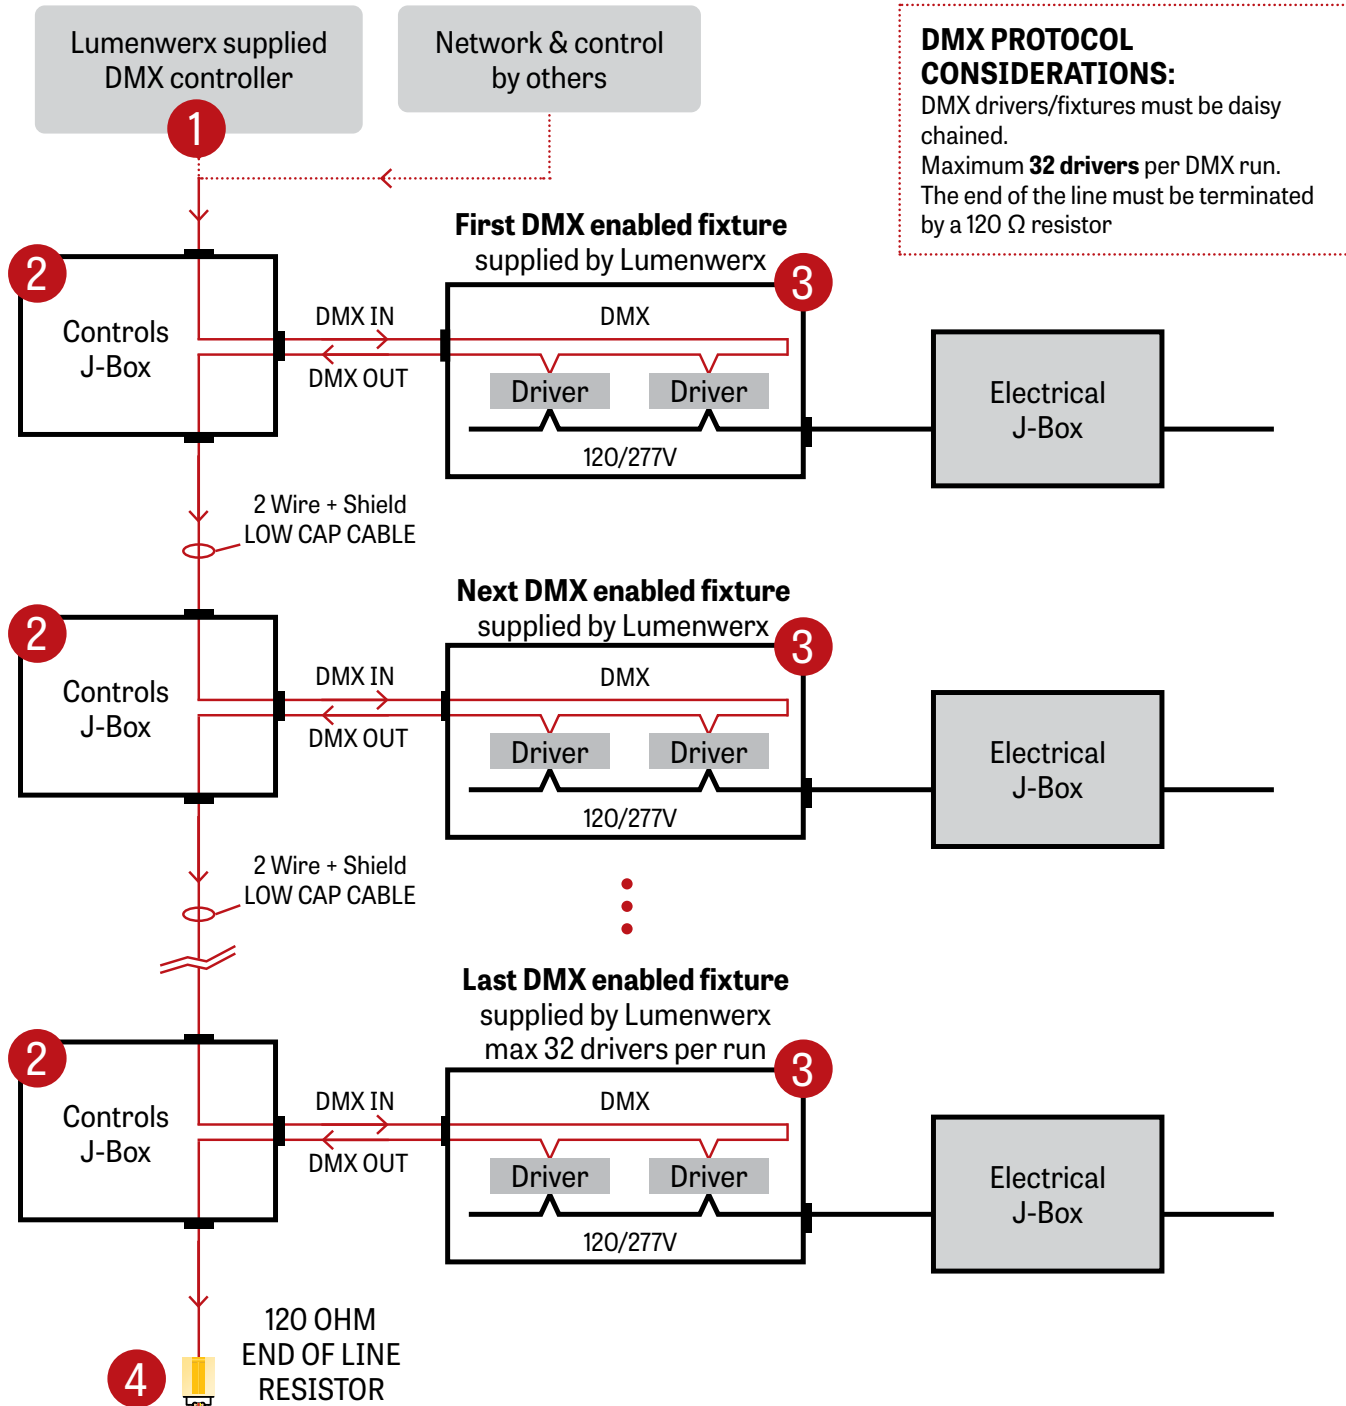 Lumenwerx supplied
DMX controller
1
Network & control
by others
DMX PROTOCOL
CONSIDERATIONS:
DMX drivers/fixtures must be daisy
chained.
Maximum 32 drivers per DMX run.
The end of the line must be terminated
by a 120 Ω resistor
First DMX enabled fixture
supplied by Lumenwerx
2
Controls
J-Box
DMX IN
DMX OUT
3
DMX
Driver
Driver
120/277V
Electrical
J-Box
2 Wire + Shield
LOW CAP CABLE
Next DMX enabled fixture
supplied by Lumenwerx
2
Controls
J-Box
DMX IN
DMX OUT
3
DMX
Driver
Driver
120/277V
Electrical
J-Box
2 Wire + Shield
LOW CAP CABLE
Last DMX enabled fixture
supplied by Lumenwerx
max 32 drivers per run
2
Controls
J-Box
DMX IN
DMX OUT
3
DMX
Driver
Driver
120/277V
Electrical
J-Box
4
120 OHM
END OF LINE
RESISTOR